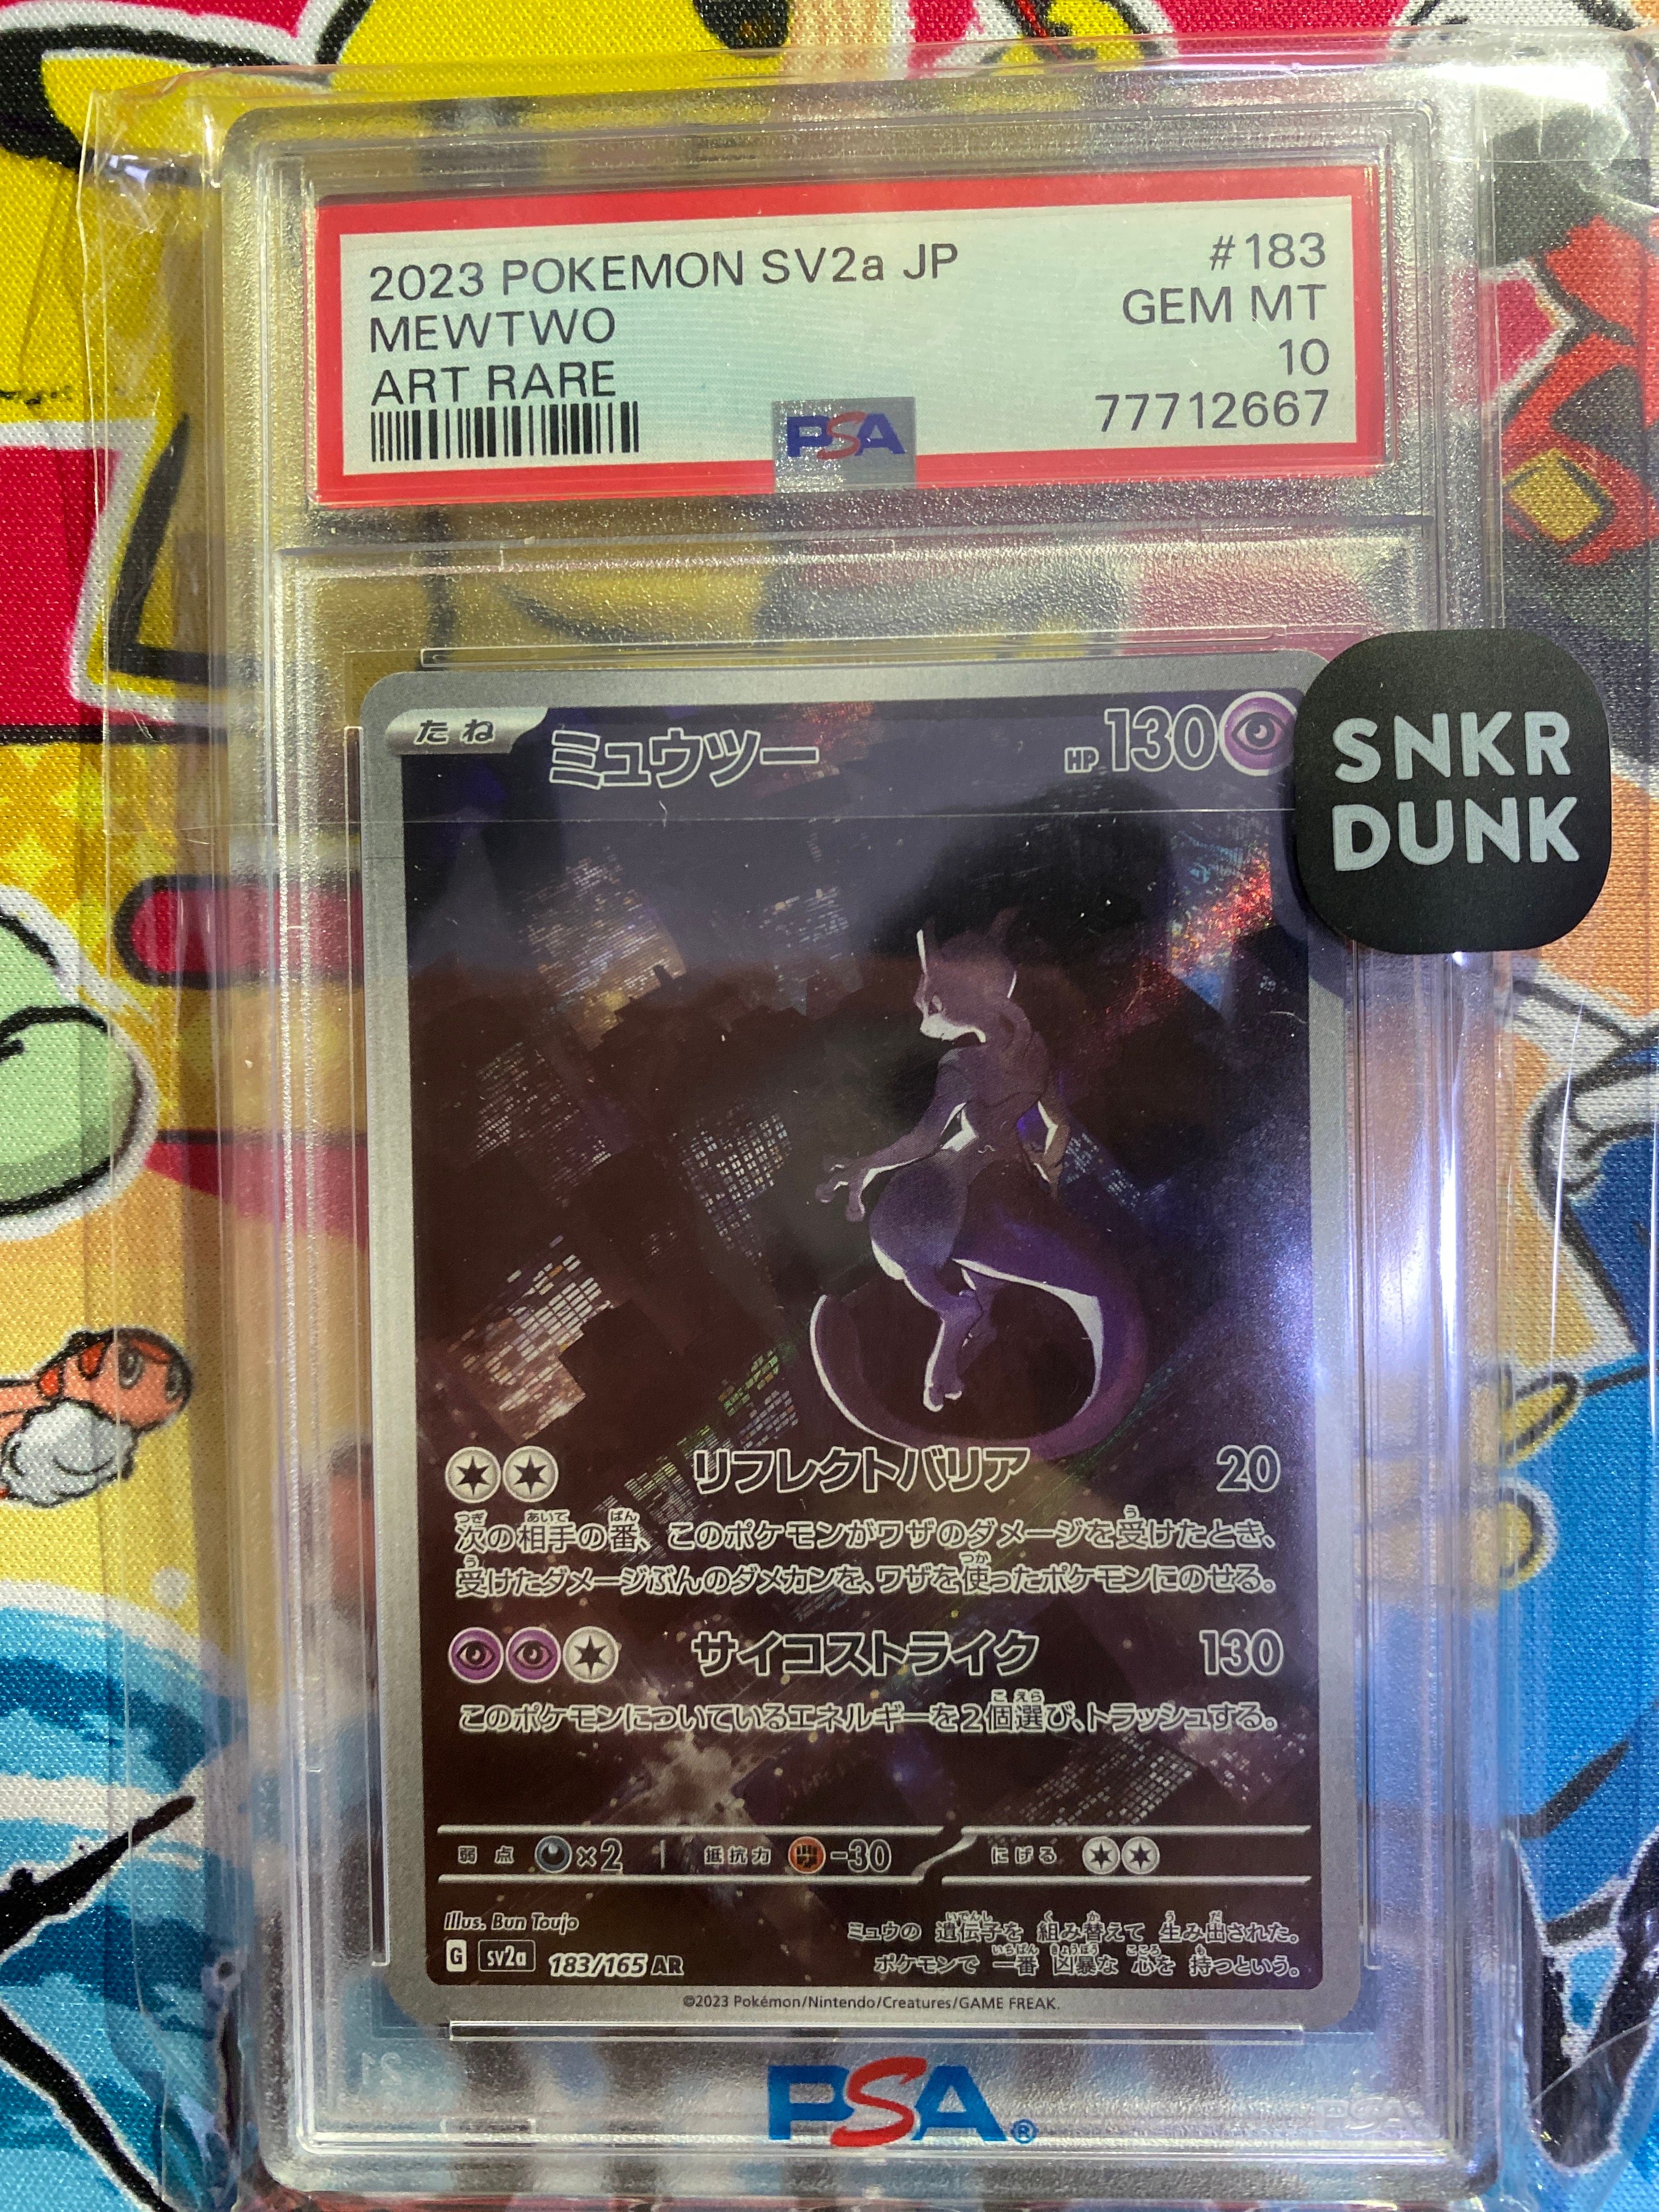 2023 POKEMON SV2a JP #183
MEWTWO GEM MT
ART RARE 10
77712667
PSA
SNKR
DUNK
たね ミュウツー HP130
リフレクトバリア 20
次の相手の番、このポケモンがワザのダメージを受けたとき、
受けたダメージぶんのダメカンを、ワザを使ったポケモンにのせる。
サイコストライク 130
このポケモンについているエネルギーを2個選び、トラッシュする。
弱点 ×2 抵抗力 -30 にげる
Illus. Bun Toujo
G sv2a 183/165 AR
ミュウの 遺伝子を 組み替えて 生み出された。
ポケモンで 一番 凶暴な 心を 持つという。
©2023 Pokémon/Nintendo/Creatures/GAME FREAK.
PSA®